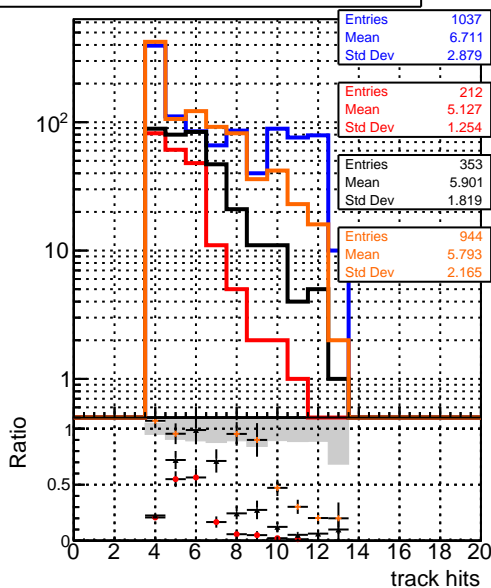 Entries 1037
Mean 6.711
Std Dev 2.879
Entries 212
Mean 5.127
Std Dev 1.254
Entries 353
Mean 5.901
Std Dev 1.819
Entries 944
Mean 5.793
Std Dev 2.165
10²
10
1
Ratio
1
0.5
0
0 2 4 6 8 10 12 14 16 18 20
track hits